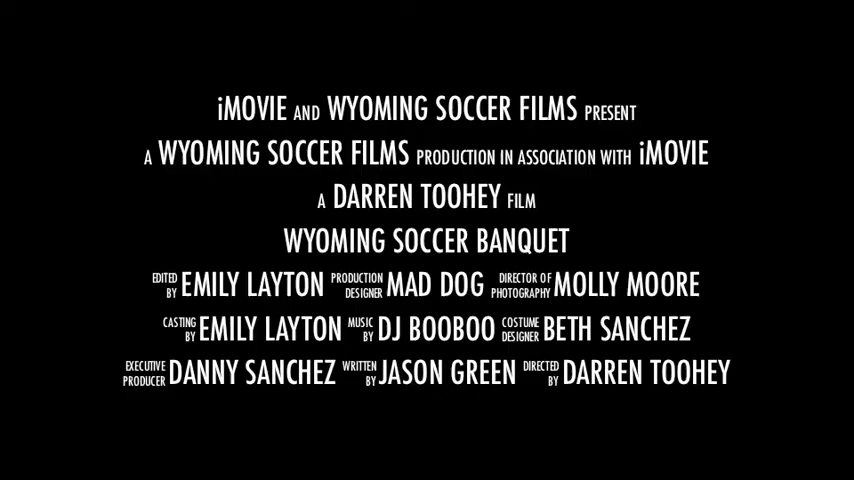 iMOVIE AND WYOMING SOCCER FILMS PRESENT
A WYOMING SOCCER FILMS PRODUCTION IN ASSOCIATION WITH iMOVIE
A DARREN TOOHEY FILM
WYOMING SOCCER BANQUET
EDITED BY EMILY LAYTON PRODUCTION DESIGNER MAD DOG DIRECTOR OF PHOTOGRAPHY MOLLY MOORE
CASTING BY EMILY LAYTON MUSIC BY DJ BOOBOO COSTUME DESIGNER BETH SANCHEZ
EXECUTIVE PRODUCER DANNY SANCHEZ WRITTEN BY JASON GREEN DIRECTED BY DARREN TOOHEY